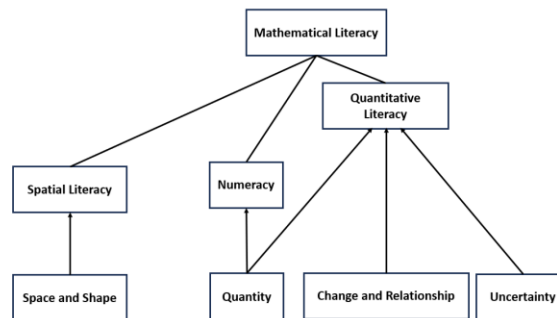 Mathematical Literacy
Quantitative
Literacy
Spatial Literacy
Numeracy
Space and Shape
Quantity
Change and Relationship
Uncertainty